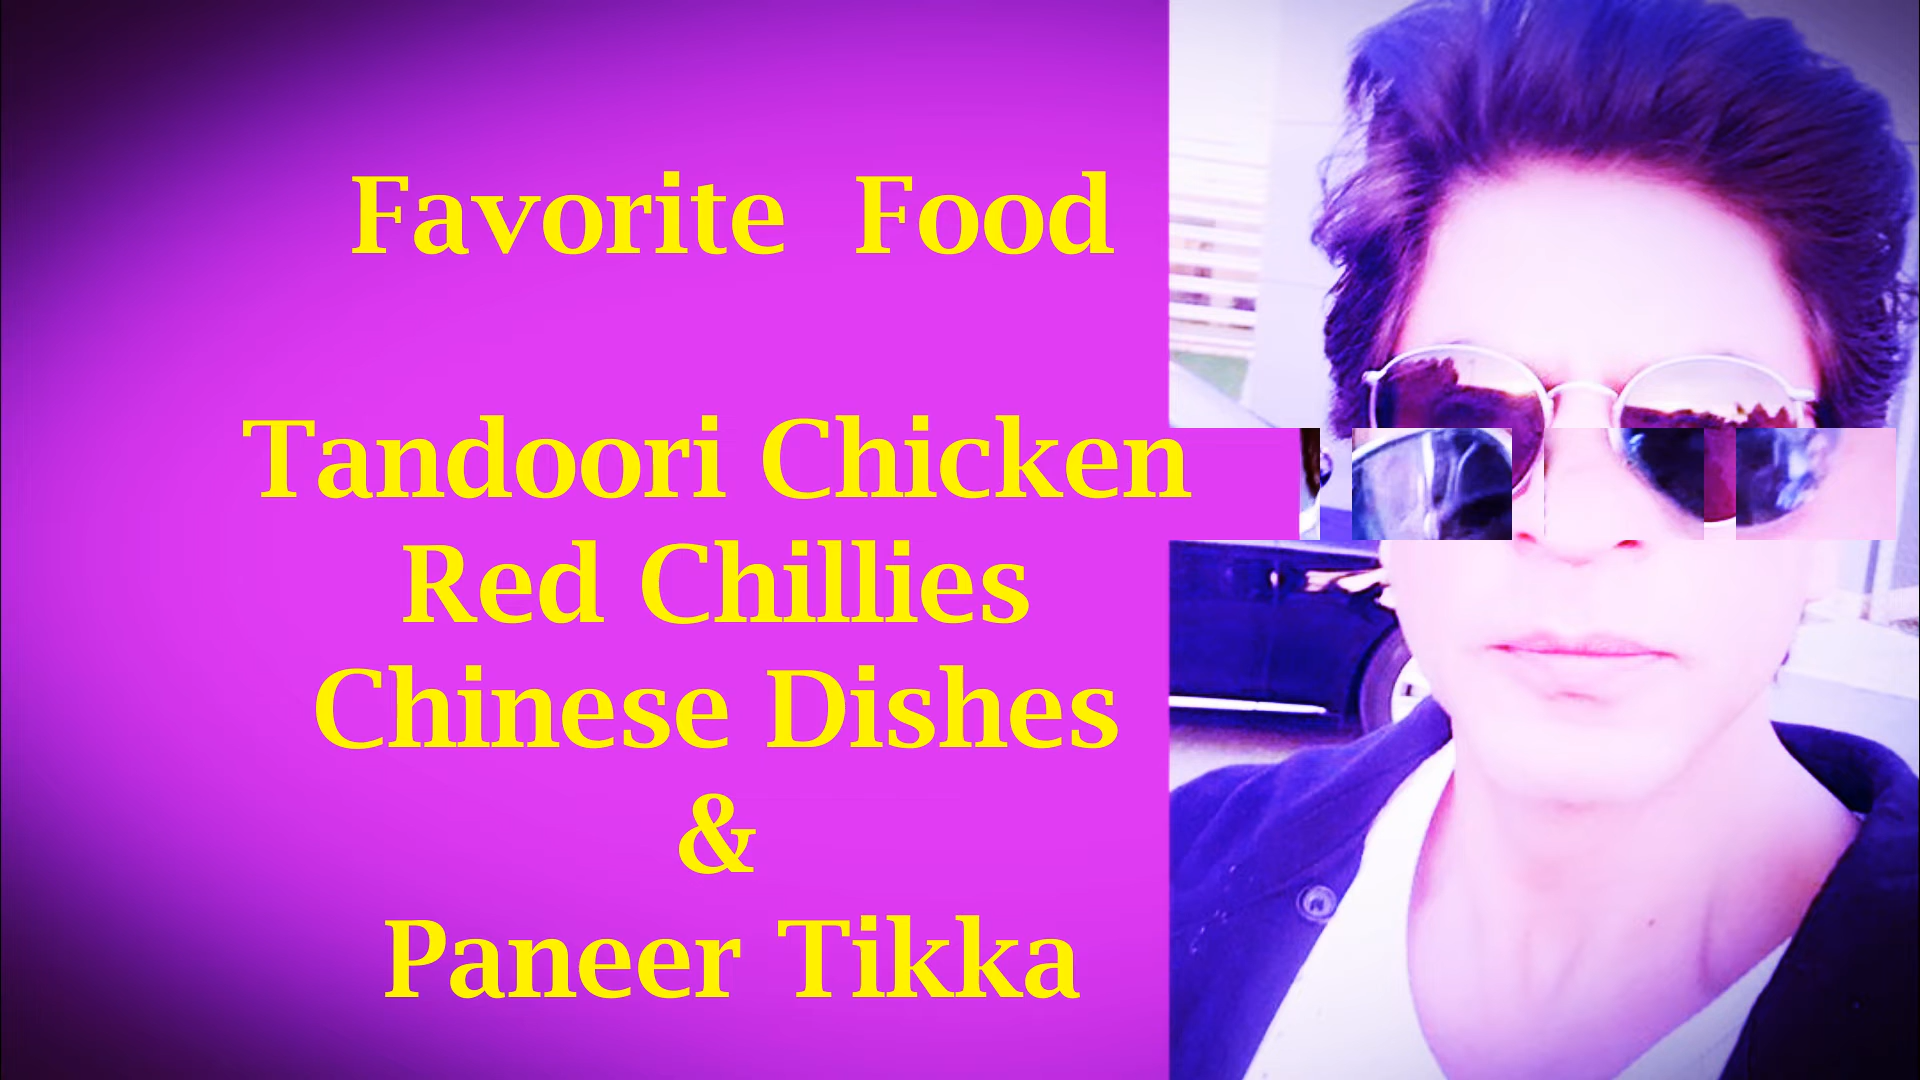 Favorite Food
Tandoori Chicken
Red Chillies
Chinese Dishes
&
Paneer Tikka